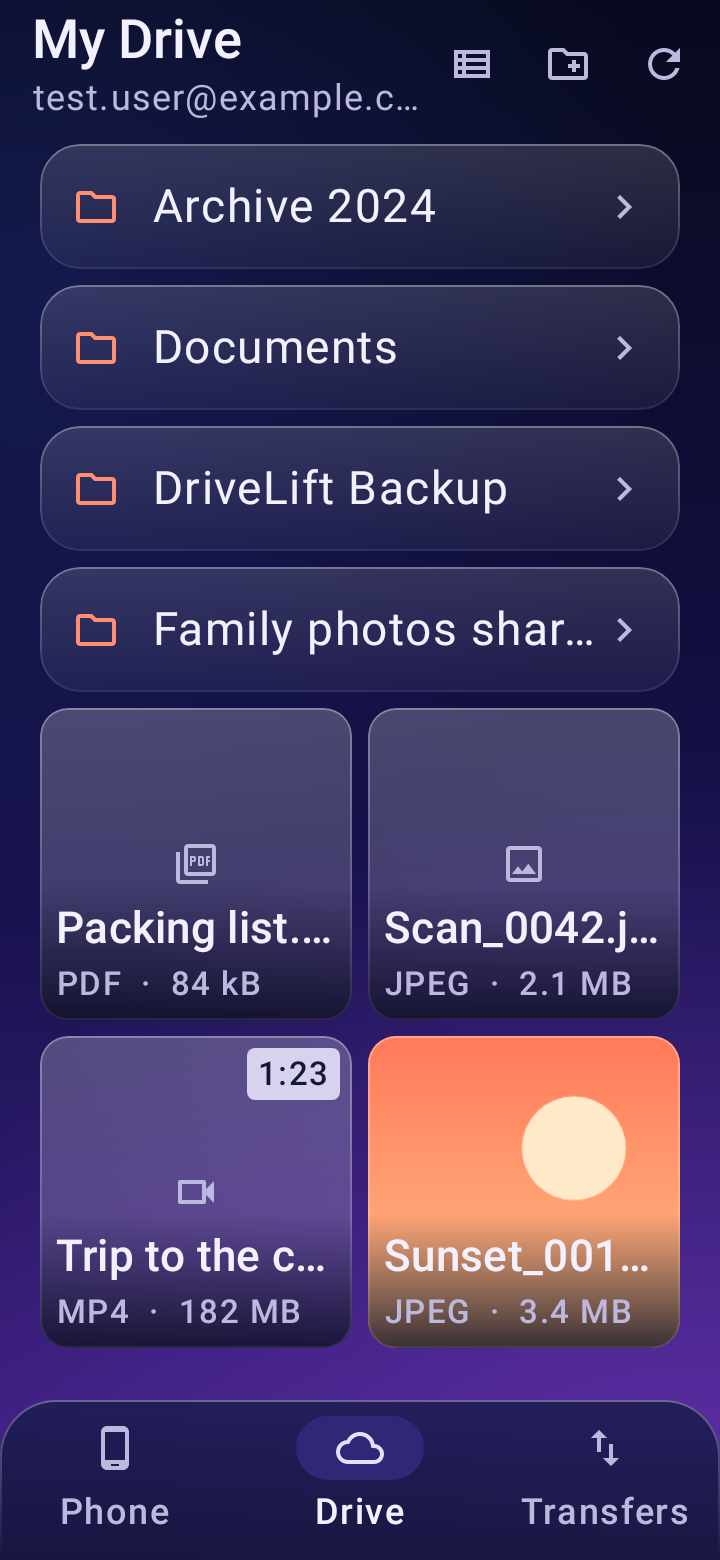 My Drive
test.user@example.c…
Archive 2024
Documents
DriveLift Backup
Family photos shar…
PDF
Packing list.…
PDF · 84 kB
Scan_0042.j…
JPEG · 2.1 MB
1:23
Trip to the c…
MP4 · 182 MB
Sunset_001…
JPEG · 3.4 MB
Phone
Drive
Transfers